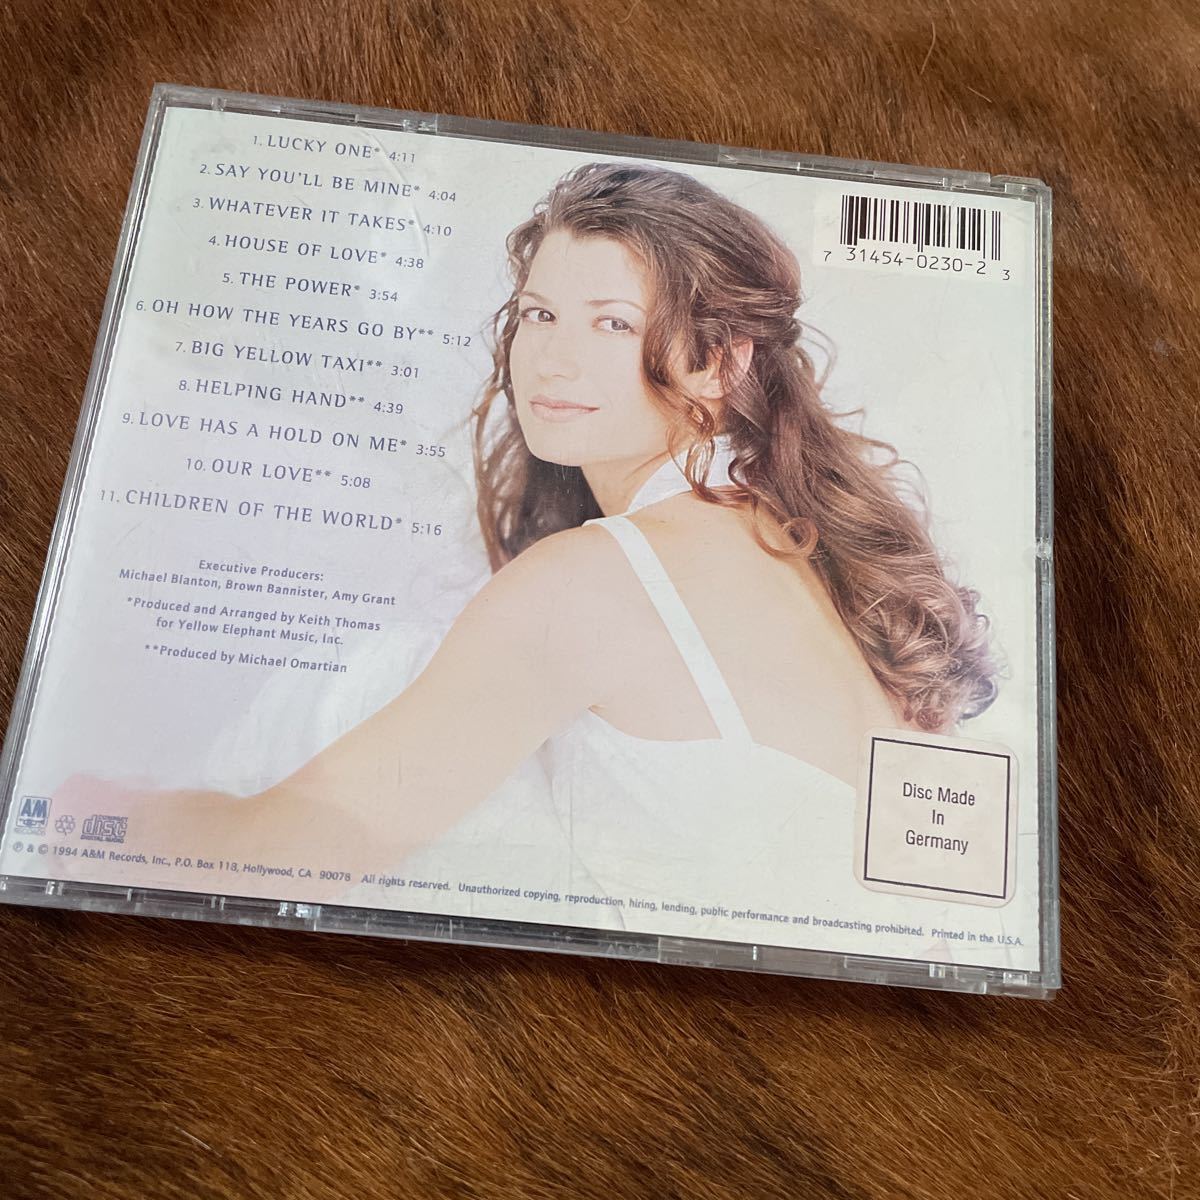 1. LUCKY ONE* 4:11
2. SAY YOU'LL BE MINE* 4:04
3. WHATEVER IT TAKES* 4:10
4. HOUSE OF LOVE* 4:38
5. THE POWER* 3:54
6. OH HOW THE YEARS GO BY** 5:12
7. BIG YELLOW TAXI** 3:01
8. HELPING HAND** 4:39
9. LOVE HAS A HOLD ON ME* 3:55
10. OUR LOVE** 5:08
11. CHILDREN OF THE WORLD* 5:16
Executive Producers:
Michael Blanton, Brown Bannister, Amy Grant
*Produced and Arranged by Keith Thomas
for Yellow Elephant Music, Inc.
**Produced by Michael Omartian
7 31454-0230-2 3
Disc Made
In
Germany
A&M
RECORDS
COMPACT
disc
DIGITAL AUDIO
℗ & © 1994 A&M Records, Inc., P.O. Box 118, Hollywood, CA 90078 All rights reserved. Unauthorized copying, reproduction, hiring, lending, public performance and broadcasting prohibited. Printed in the U.S.A.